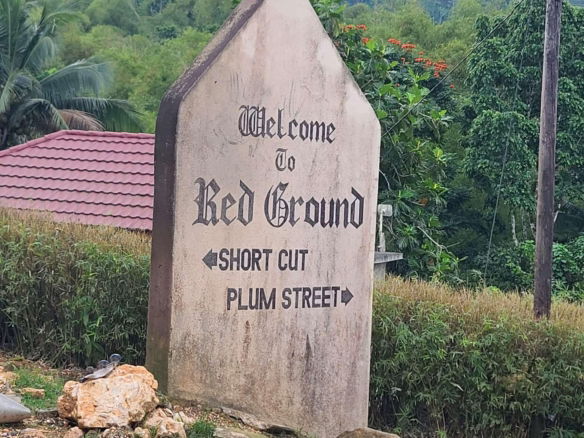 Welcome
To
Red Ground
SHORT CUT
PLUM STREET